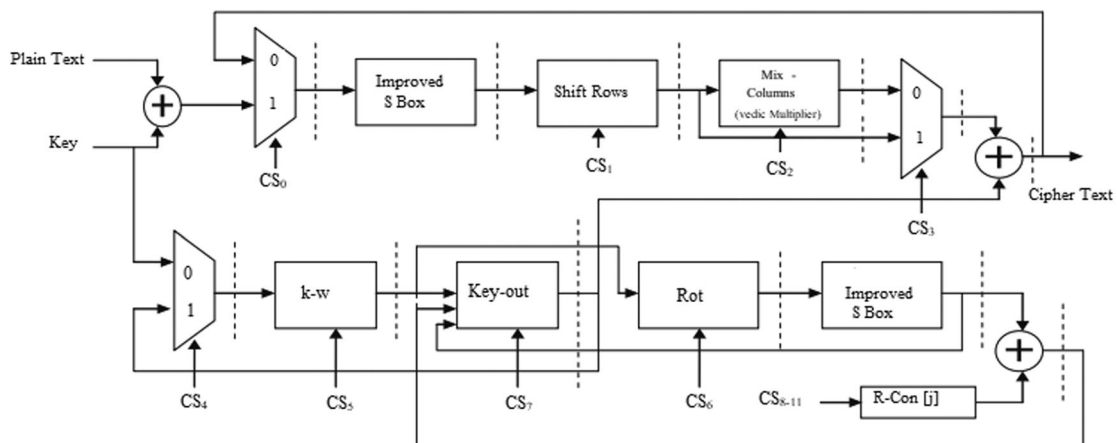 Plain Text
Key
0
1
CS0
Improved
S Box
Shift Rows
CS1
Mix -
Columns
(vedic Multiplier)
CS2
0
1
CS3
Cipher Text
0
1
CS4
k-w
CS5
Key-out
CS7
Rot
CS6
Improved
S Box
CS8-11
R-Con [j]